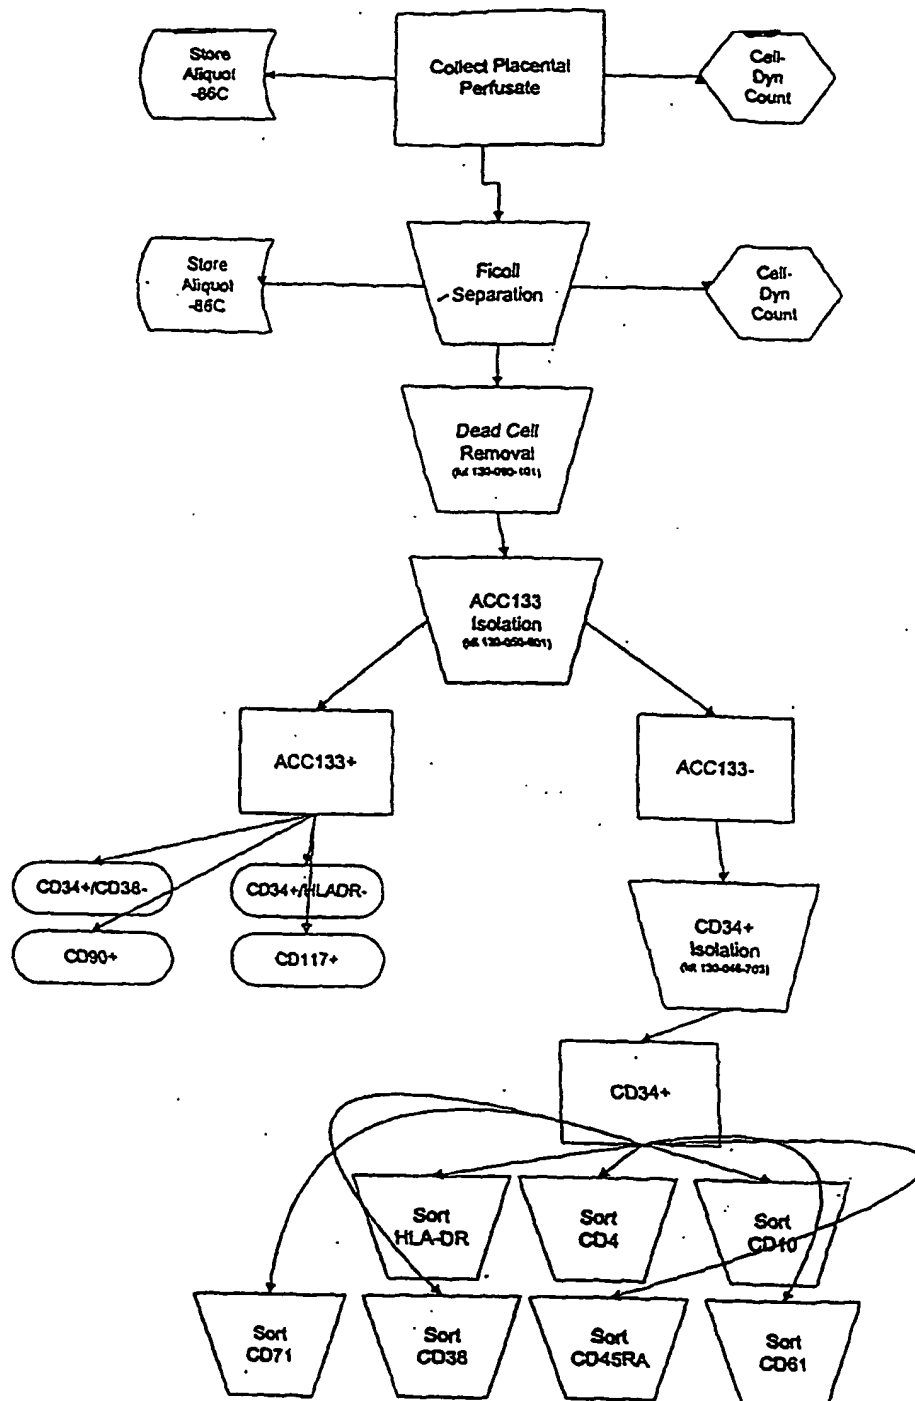 Store
Aliquot
-86C
Collect Placental
Perfusate
Cell-
Dyn
Count
Store
Aliquot
-86C
Ficoll
Separation
Cell-
Dyn
Count
Dead Cell
Removal
ACC133
Isolation
ACC133+
ACC133-
CD34+/CD38-
CD34+/HLADR-
CD90+
CD117+
CD34+
Isolation
CD34+
Sort
HLA-DR
Sort
CD4
Sort
CD10
Sort
CD71
Sort
CD38
Sort
CD45RA
Sort
CD61